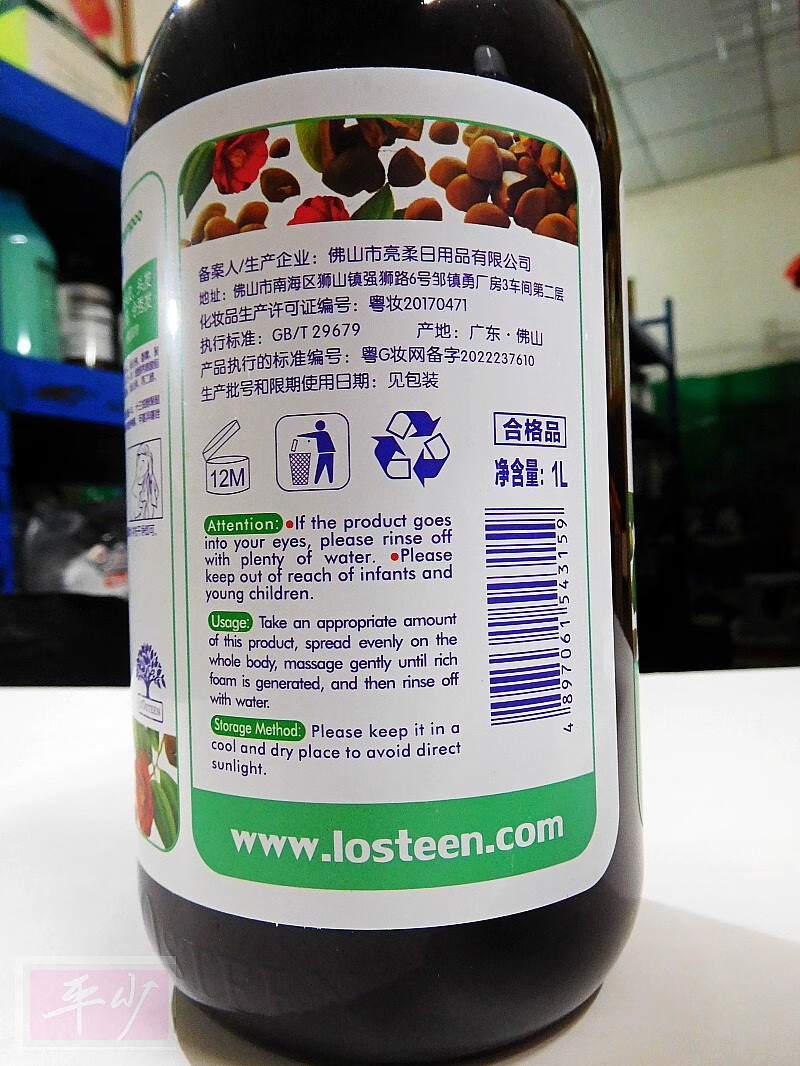 备案人/生产企业：佛山市亮柔日用品有限公司
地址：佛山市南海区狮山镇强狮路6号邹镇勇厂房3车间第二层
化妆品生产许可证编号：粤妆20170471
执行标准：GB/T 29679 产地：广东·佛山
产品执行的标准编号：粤G妆网备字2022237610
生产批号和限期使用日期：见包装
12M
合格品
净含量：1L
Attention: •If the product goes
into your eyes, please rinse off
with plenty of water. •Please
keep out of reach of infants and
young children.
Usage: Take an appropriate amount
of this product, spread evenly on the
whole body, massage gently until rich
foam is generated, and then rinse off
with water.
Storage Method: Please keep it in a
cool and dry place to avoid direct
sunlight.
4 897061 543159
www.losteen.com
LOSTEEN